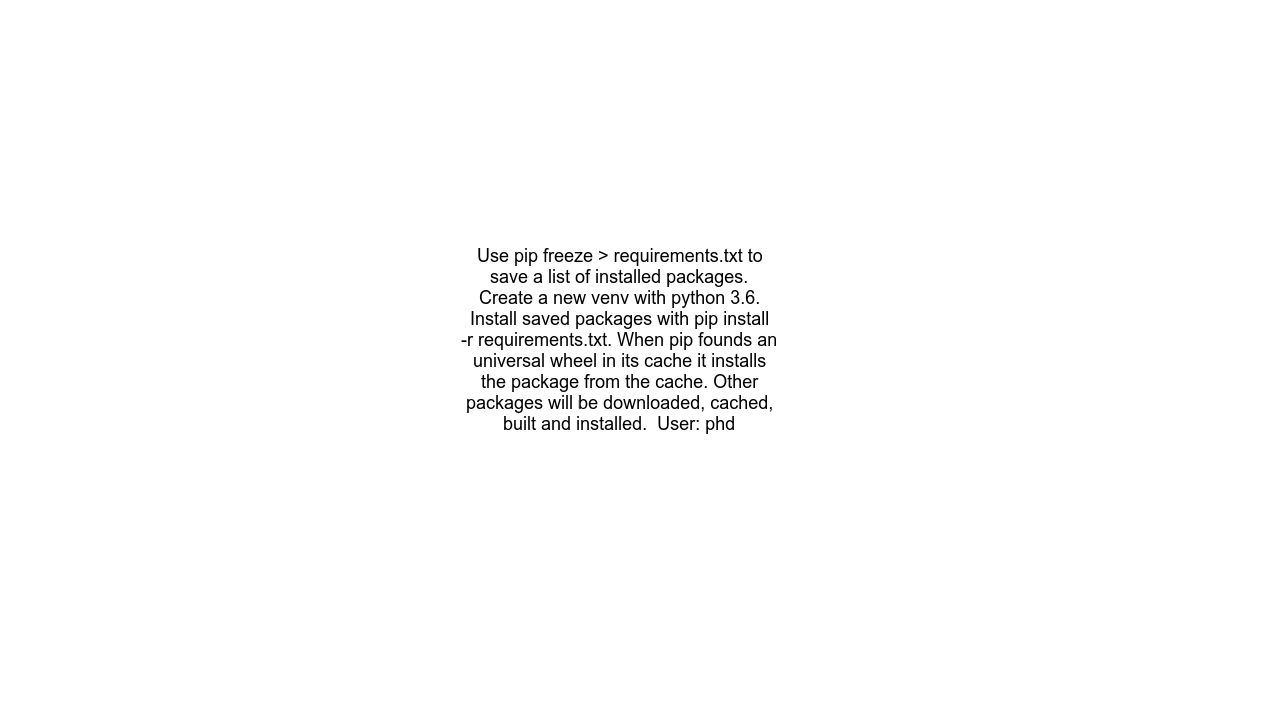 Use pip freeze > requirements.txt to
save a list of installed packages.
Create a new venv with python 3.6.
Install saved packages with pip install
-r requirements.txt. When pip founds an
universal wheel in its cache it installs
the package from the cache. Other
packages will be downloaded, cached,
built and installed.  User: phd